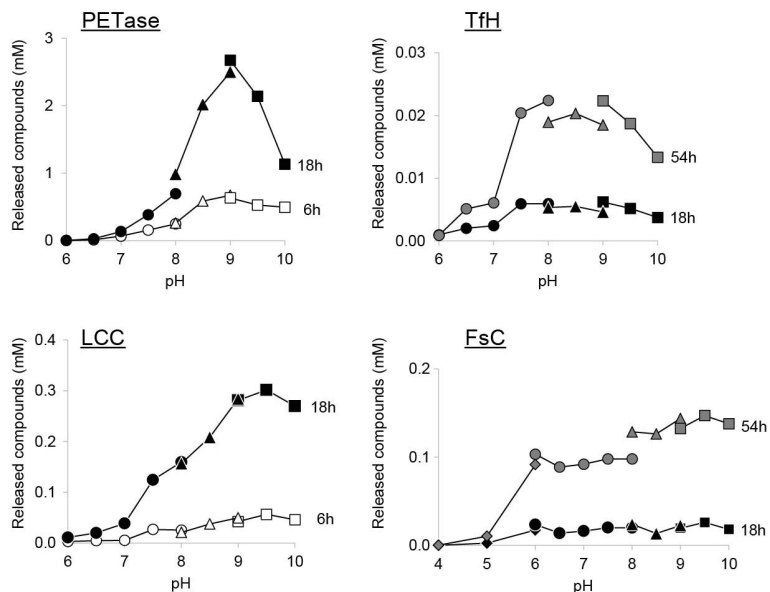 PETase
Released compounds (mM)
3
2
1
0
18h
6h
6 7 8 9 10
pH
TfH
Released compounds (mM)
0.03
0.02
0.01
0.00
54h
18h
6 7 8 9 10
pH
LCC
Released compounds (mM)
0.4
0.3
0.2
0.1
0.0
18h
6h
6 7 8 9 10
pH
FsC
Released compounds (mM)
0.2
0.1
0.0
54h
18h
4 5 6 7 8 9 10
pH